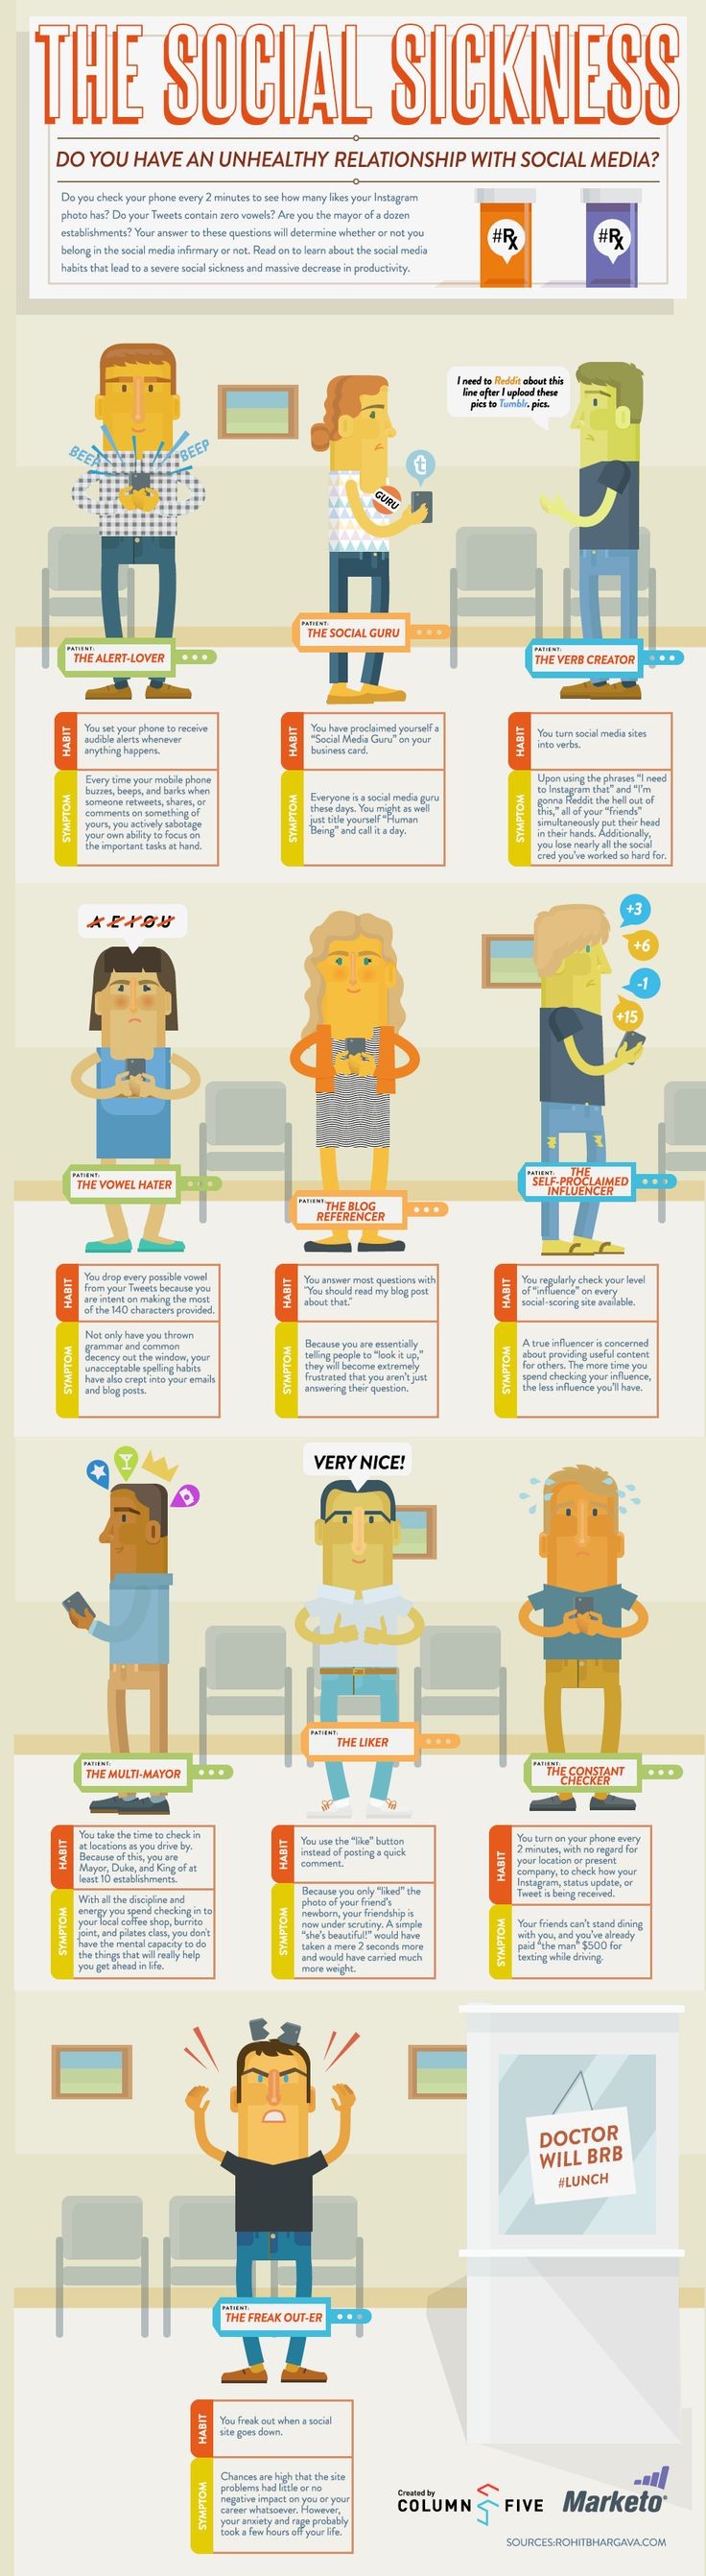 THE SOCIAL SICKNESS
DO YOU HAVE AN UNHEALTHY RELATIONSHIP WITH SOCIAL MEDIA?
Do you check your phone every 2 minutes to see how many likes your Instagram
photo has? Do your Tweets contain zero vowels? Are you the mayor of a dozen
establishments? Your answer to these questions will determine whether or not you
belong in the social media infirmary or not. Read on to learn about the social media
habits that lead to a severe social sickness and massive decrease in productivity.
#Rx
#Rx
BEEP
BEEP
GURU
t
I need to Reddit about this
line after I upload these
pics to Tumblr. pics.
PATIENT:
THE ALERT-LOVER
PATIENT:
THE SOCIAL GURU
PATIENT:
THE VERB CREATOR
HABIT
You set your phone to receive
audible alerts whenever
anything happens.
SYMPTOM
Every time your mobile phone
buzzes, beeps, and barks when
someone retweets, shares, or
comments on something of
yours, you actively sabotage
your own ability to focus on
the important tasks at hand.
HABIT
You have proclaimed yourself a
"Social Media Guru" on your
business card.
SYMPTOM
Everyone is a social media guru
these days. You might as well
just title yourself "Human
Being" and call it a day.
HABIT
You turn social media sites
into verbs.
SYMPTOM
Upon using the phrases "I need
to Instagram that" and "I'm
gonna Reddit the hell out of
this," all of your "friends"
simultaneously put their head
in their hands. Additionally,
you lose nearly all the social
cred you've worked so hard for.
A E I O U
+3
+6
-1
+15
PATIENT:
THE VOWEL HATER
PATIENT:
THE BLOG
REFERENCER
PATIENT:
THE
SELF-PROCLAIMED
INFLUENCER
HABIT
You drop every possible vowel
from your Tweets because you
are intent on making the most
of the 140 characters provided.
SYMPTOM
Not only have you thrown
grammar and common
decency out the window, your
unacceptable spelling habits
have also crept into your emails
and blog posts.
HABIT
You answer most questions with
"You should read my blog post
about that."
SYMPTOM
Because you are essentially
telling people to "look it up,"
they will become extremely
frustrated that you aren't just
answering their question.
HABIT
You regularly check your level
of "influence" on every
social-scoring site available.
SYMPTOM
A true influencer is concerned
about providing useful content
for others. The more time you
spend checking your influence,
the less influence you'll have.
VERY NICE!
PATIENT:
THE MULTI-MAYOR
PATIENT:
THE LIKER
PATIENT:
THE CONSTANT
CHECKER
HABIT
You take the time to check in
at locations as you drive by.
Because of this, you are
Mayor, Duke, and King of at
least 10 establishments.
SYMPTOM
With all the discipline and
energy you spend checking in to
your local coffee shop, burrito
joint, and pilates class, you don't
have the mental capacity to do
the things that will really help
you get ahead in life.
HABIT
You use the "like" button
instead of posting a quick
comment.
SYMPTOM
Because you only "liked" the
photo of your friend's
newborn, your friendship is
now under scrutiny. A simple
"she's beautiful!" would have
taken a mere 2 seconds more
and would have carried much
more weight.
HABIT
You turn on your phone every
2 minutes, with no regard for
your location or present
company, to check how your
Instagram, status update, or
Tweet is being received.
SYMPTOM
Your friends can't stand dining
with you, and you've already
paid "the man" $500 for
texting while driving.
DOCTOR
WILL BRB
#LUNCH
PATIENT:
THE FREAK OUT-ER
HABIT
You freak out when a social
site goes down.
SYMPTOM
Chances are high that the site
problems had little or no
negative impact on you or your
career whatsoever. However,
your anxiety and rage probably
took a few hours off your life.
Created by
COLUMN FIVE
Marketo
SOURCES:ROHITBHARGAVA.COM